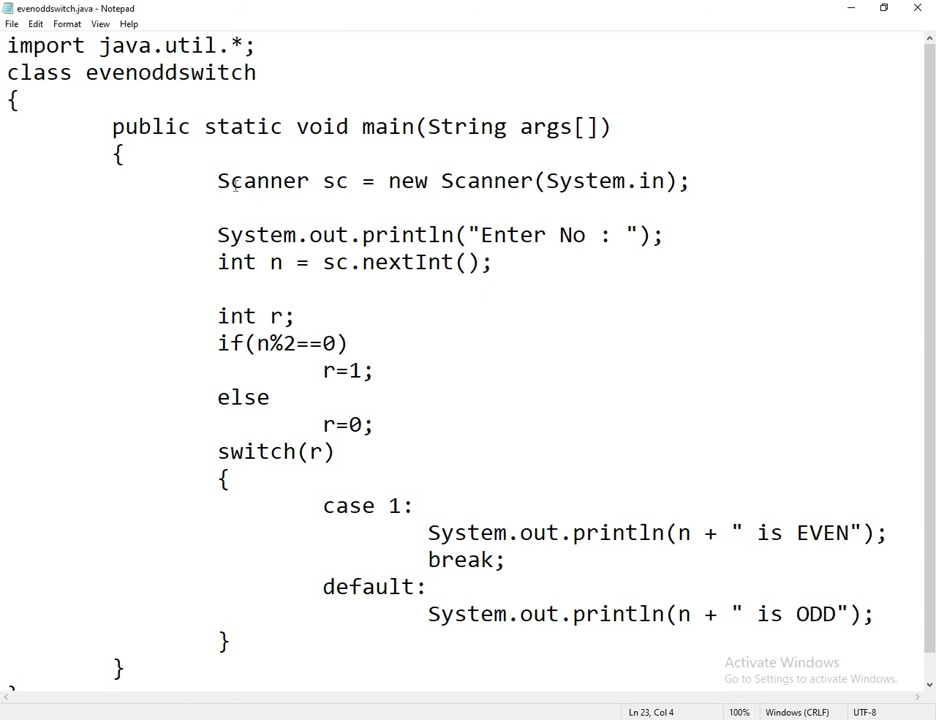 evenoddswitch.java - Notepad
File Edit Format View Help
import java.util.*;
class evenoddswitch
{
public static void main(String args[])
{
Scanner sc = new Scanner(System.in);
System.out.println("Enter No : ");
int n = sc.nextInt();
int r;
if(n%2==0)
r=1;
else
r=0;
switch(r)
{
case 1:
System.out.println(n + " is EVEN");
break;
default:
System.out.println(n + " is ODD");
}
}
Activate Windows
Go to Settings to activate Windows.
Ln 23, Col 4 100% Windows (CRLF) UTF-8